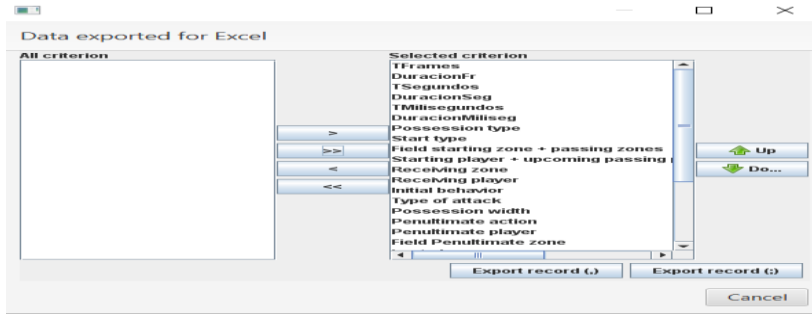 Data exported for Excel
All criterion
Selected criterion
TFrames
DuracionFr
TSegundos
DuracionSeg
TMilisegundos
DuracionMiliseg
Possession type
Start type
Field starting zone + passing zones
Starting player + upcoming passing
Receiving zone
Receiving player
Initial behavior
Type of attack
Possession width
Penultimate action
Penultimate player
Field Penultimate zone
>
>>
<
<<
Up
Do...
Export record (,)
Export record (;)
Cancel